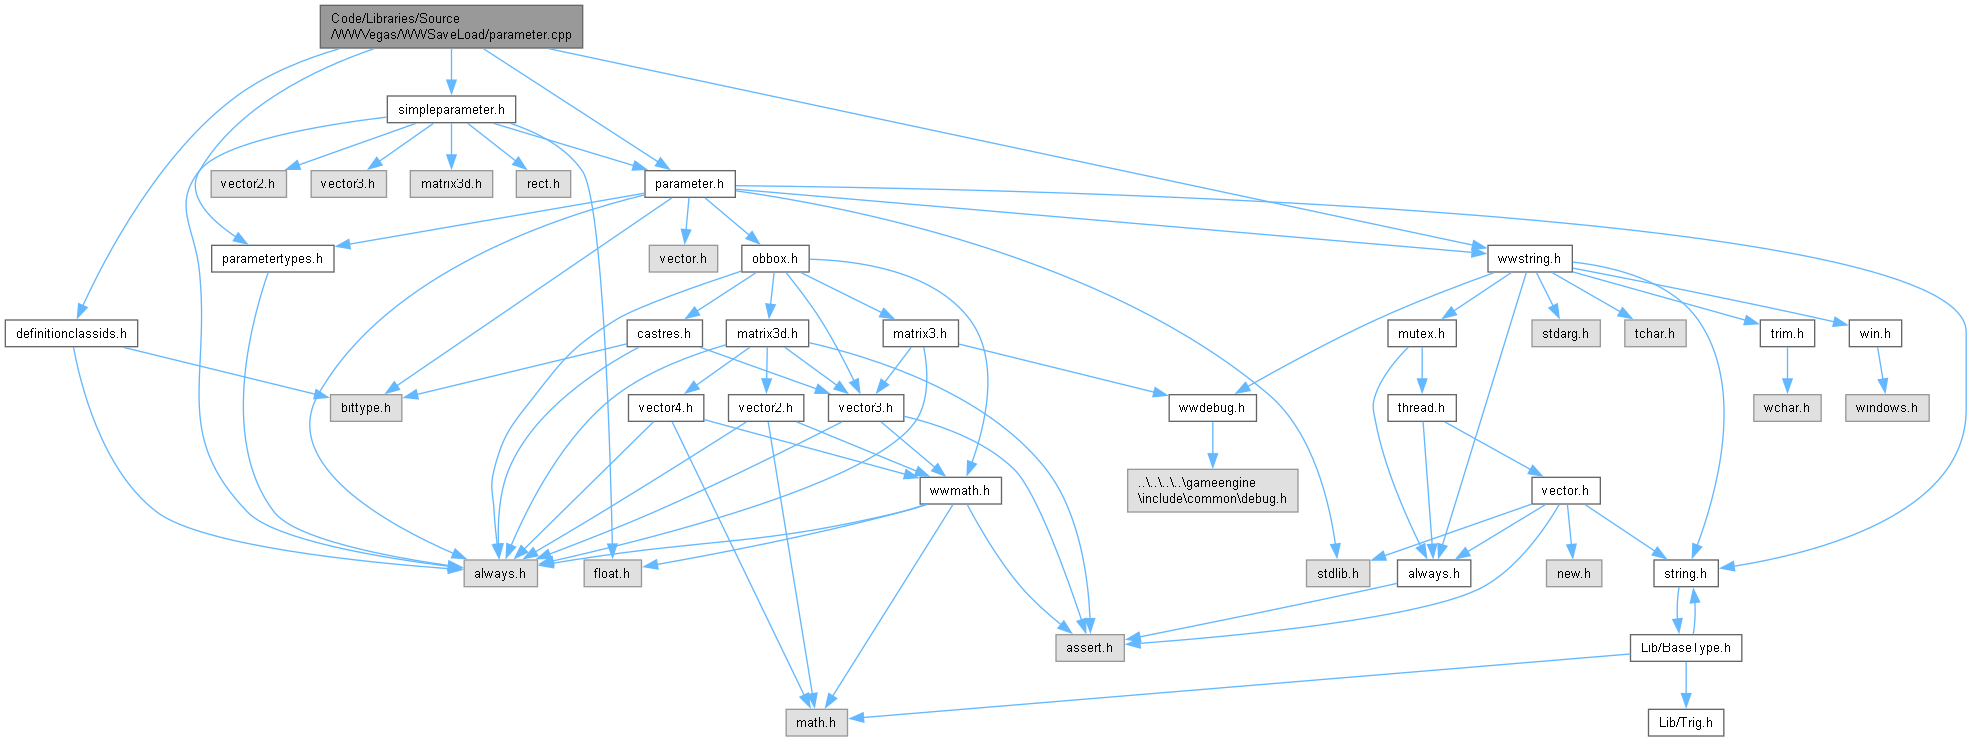 Code/Libraries/Source
/WWVegas/WWSaveLoad/parameter.cpp
simpleparameter.h
vector2.h
vector3.h
matrix3d.h
rect.h
parameter.h
parametertypes.h
vector.h
obbox.h
wwstring.h
definitionclassids.h
castres.h
matrix3d.h
matrix3.h
mutex.h
stdarg.h
tchar.h
trim.h
win.h
bittype.h
vector4.h
vector2.h
vector3.h
wwdebug.h
thread.h
wchar.h
windows.h
wwmath.h
..\..\..\..\gameengine
\include\common\debug.h
vector.h
always.h
float.h
stdlib.h
always.h
new.h
string.h
assert.h
Lib/BaseType.h
math.h
Lib/Trig.h